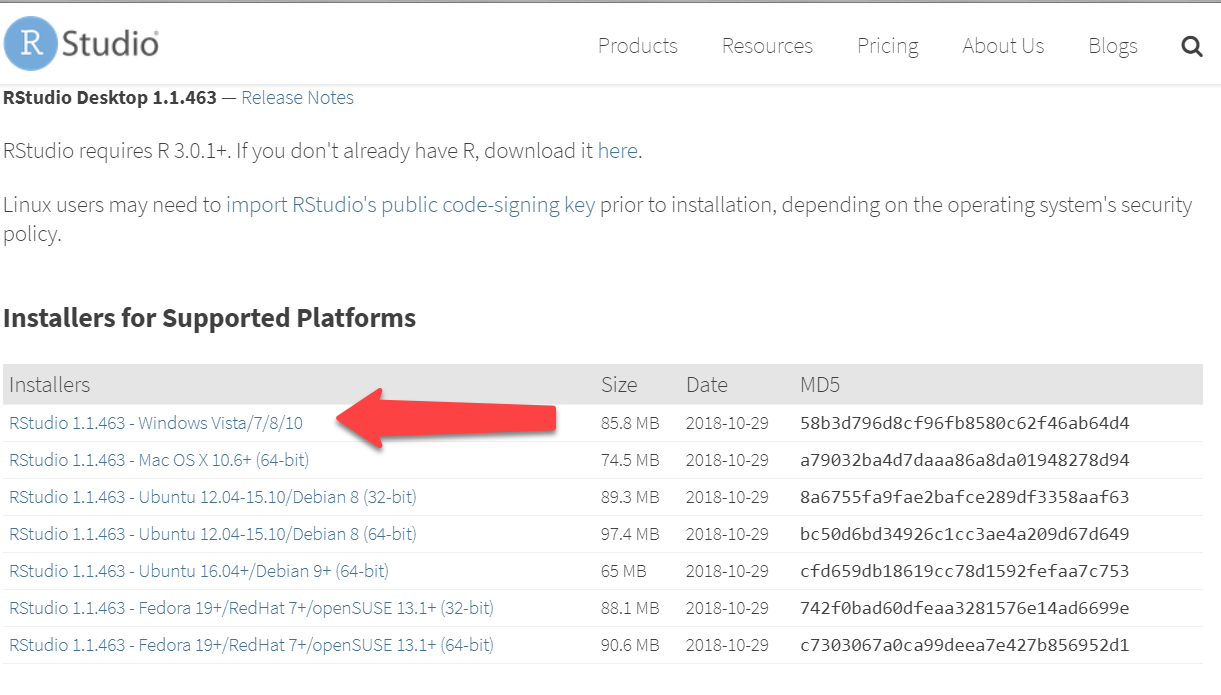 R Studio
Products Resources Pricing About Us Blogs
RStudio Desktop 1.1.463 — Release Notes
RStudio requires R 3.0.1+. If you don't already have R, download it here.
Linux users may need to import RStudio's public code-signing key prior to installation, depending on the operating system's security
policy.
Installers for Supported Platforms
Installers Size Date MD5
RStudio 1.1.463 - Windows Vista/7/8/10 85.8 MB 2018-10-29 58b3d796d8cf96fb8580c62f46ab64d4
RStudio 1.1.463 - Mac OS X 10.6+ (64-bit) 74.5 MB 2018-10-29 a79032ba4d7daaa86a8da01948278d94
RStudio 1.1.463 - Ubuntu 12.04-15.10/Debian 8 (32-bit) 89.3 MB 2018-10-29 8a6755fa9fae2bafce289df3358aaf63
RStudio 1.1.463 - Ubuntu 12.04-15.10/Debian 8 (64-bit) 97.4 MB 2018-10-29 bc50d6bd34926c1cc3ae4a209d67d649
RStudio 1.1.463 - Ubuntu 16.04+/Debian 9+ (64-bit) 65 MB 2018-10-29 cfd659db18619cc78d1592fefaa7c753
RStudio 1.1.463 - Fedora 19+/RedHat 7+/openSUSE 13.1+ (32-bit) 88.1 MB 2018-10-29 742f0bad60dfeaa3281576e14ad6699e
RStudio 1.1.463 - Fedora 19+/RedHat 7+/openSUSE 13.1+ (64-bit) 90.6 MB 2018-10-29 c7303067a0ca99deea7e427b856952d1